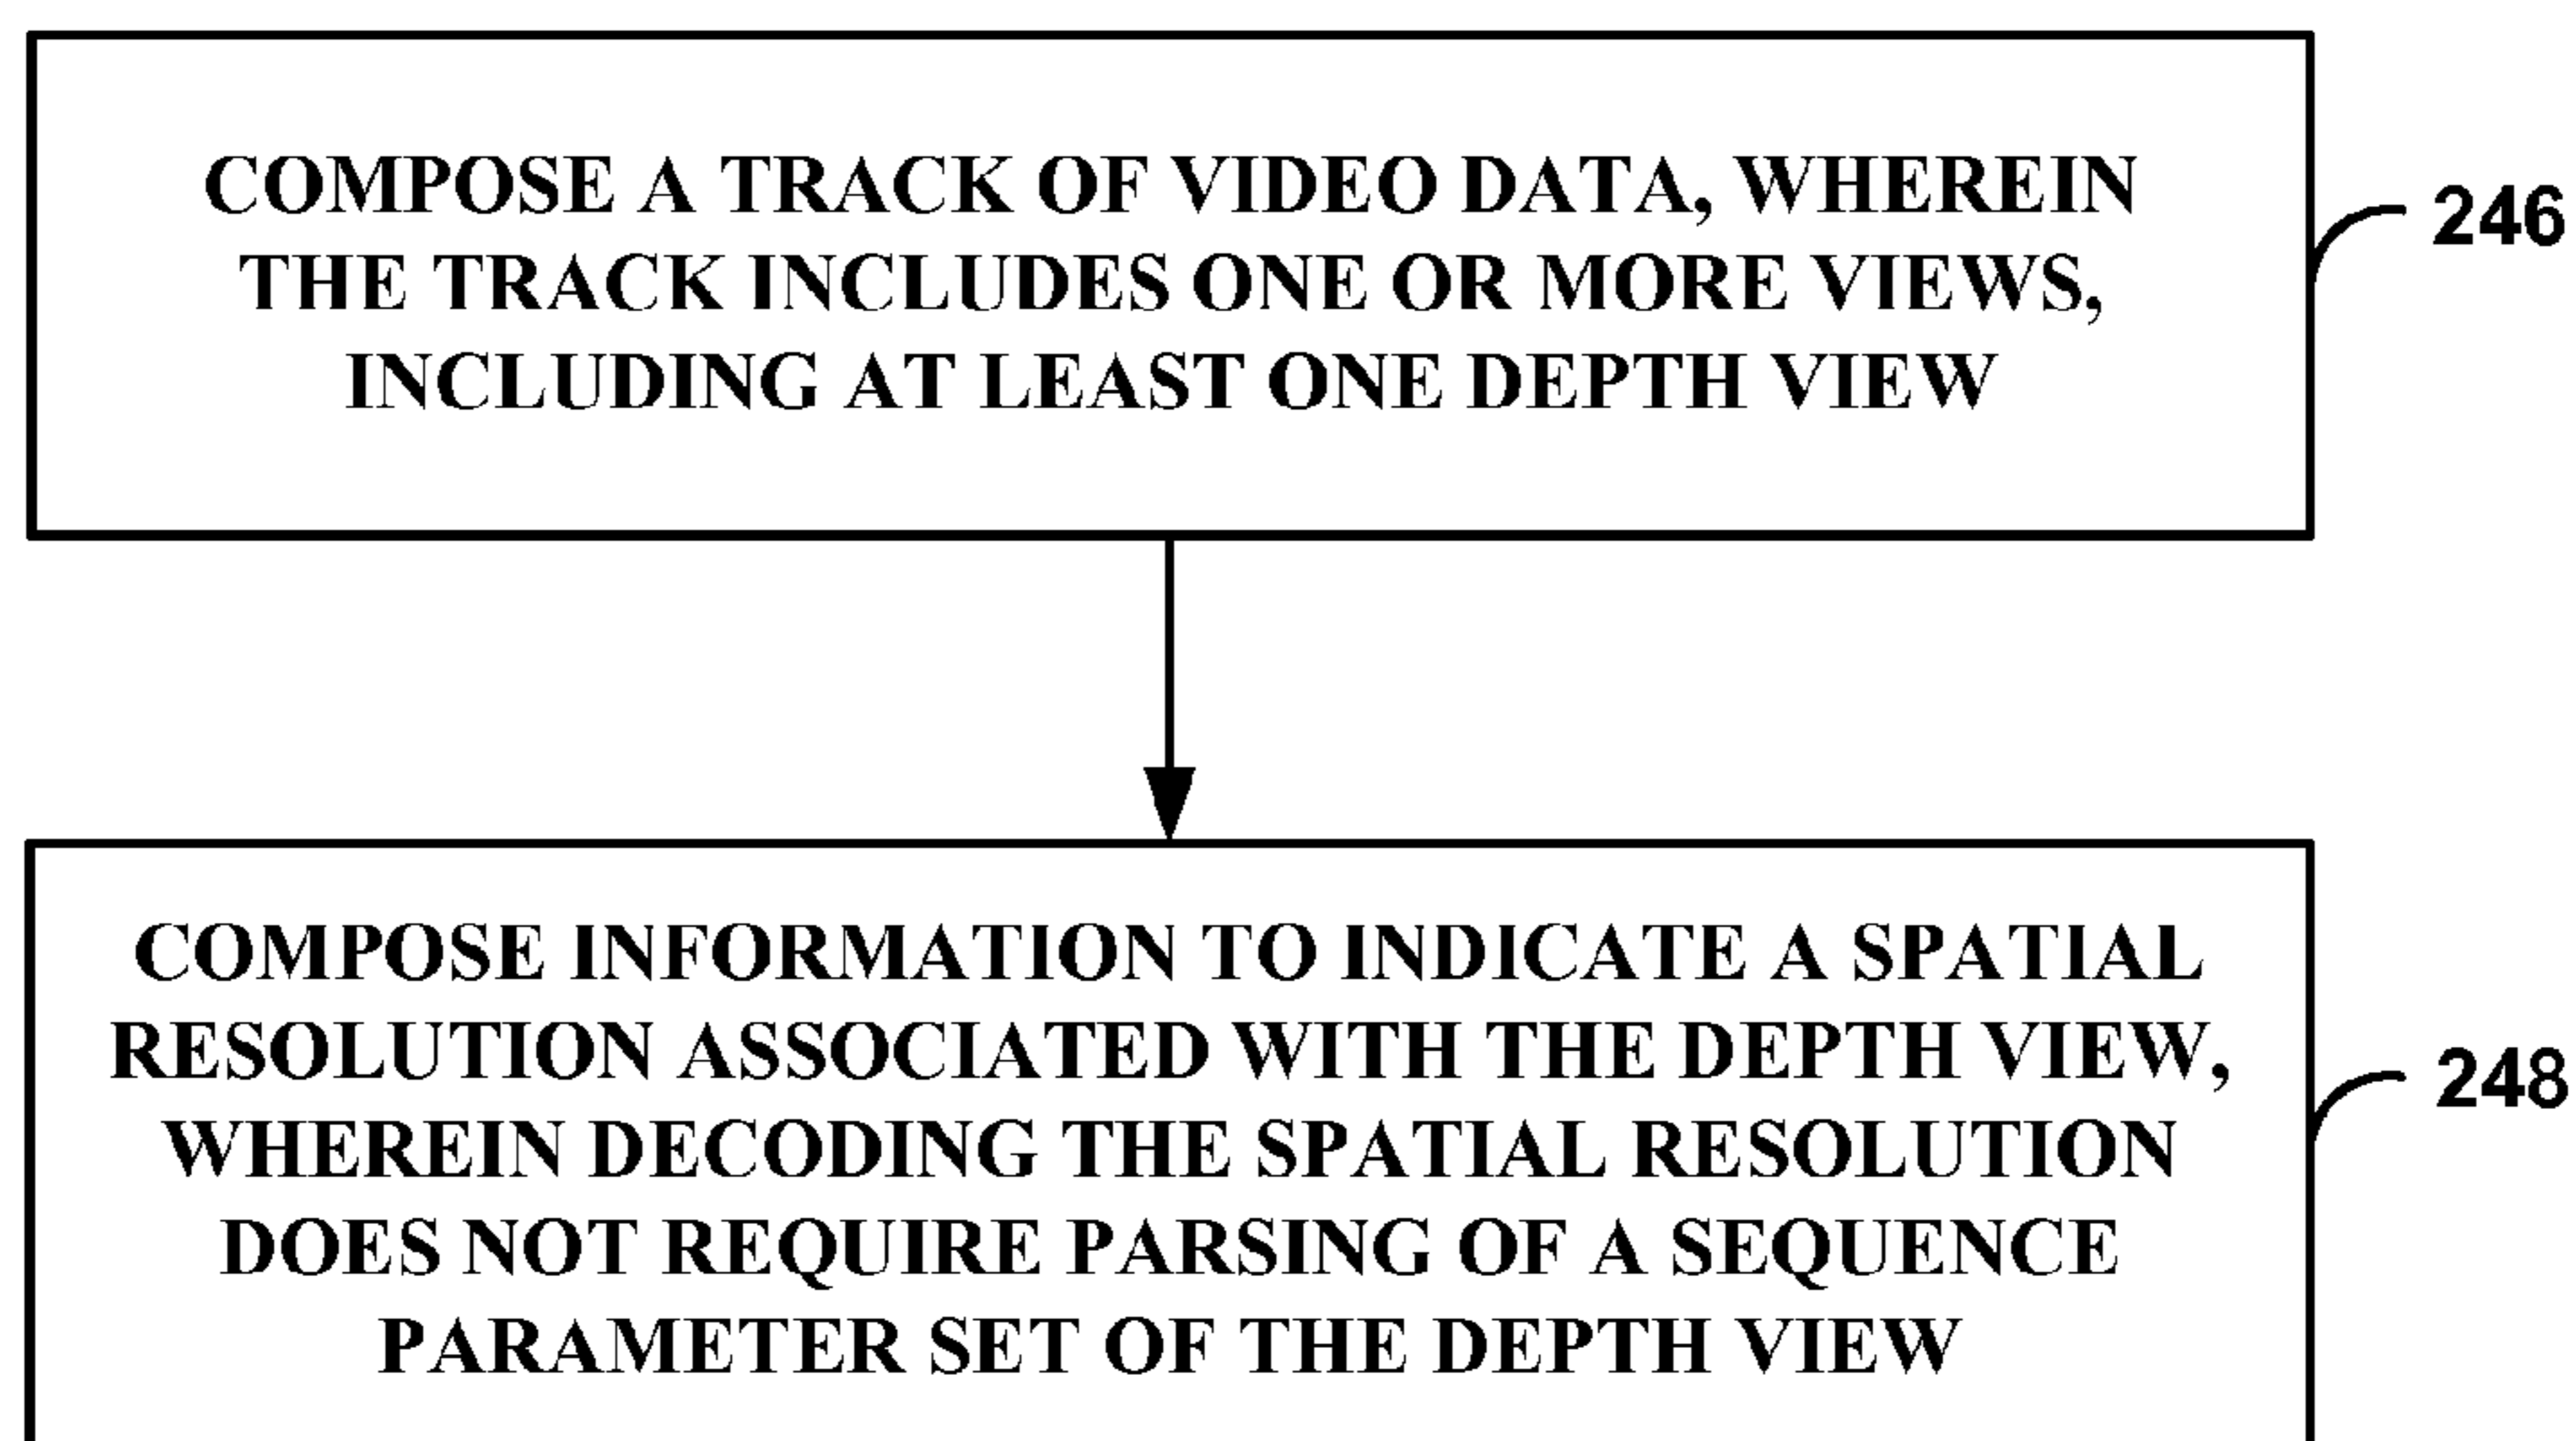 COMPOSE A TRACK OF VIDEO DATA, WHEREIN
THE TRACK INCLUDES ONE OR MORE VIEWS,
INCLUDING AT LEAST ONE DEPTH VIEW
246
COMPOSE INFORMATION TO INDICATE A SPATIAL
RESOLUTION ASSOCIATED WITH THE DEPTH VIEW,
WHEREIN DECODING THE SPATIAL RESOLUTION
DOES NOT REQUIRE PARSING OF A SEQUENCE
PARAMETER SET OF THE DEPTH VIEW
248